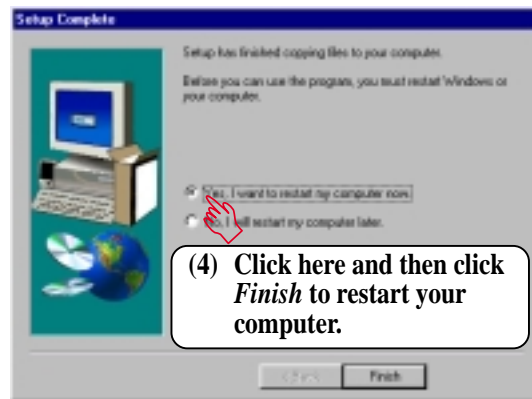 Setup Complete
Setup has finished copying files to your computer.
Before you can use the program, you must restart Windows or
your computer.
Yes, I want to restart my computer now.
No, I will restart my computer later.
(4) Click here and then click
Finish to restart your
computer.
< Back
Finish